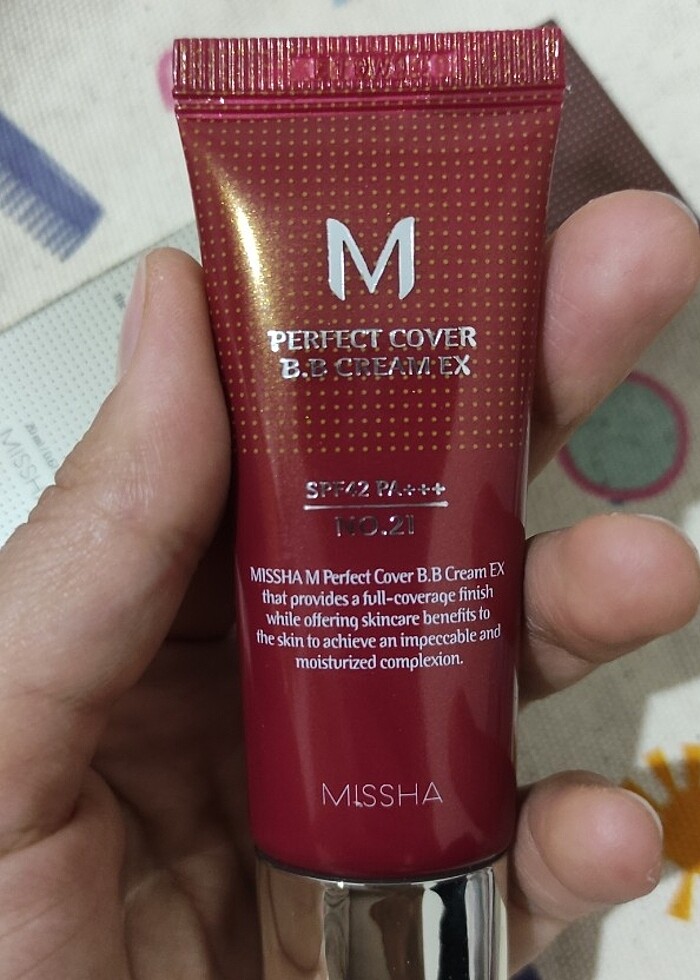 M
PERFECT COVER
B.B CREAM EX
SPF42 PA+++
NO.21
MISSHA M Perfect Cover B.B Cream EX
that provides a full-coverage finish
while offering skincare benefits to
the skin to achieve an impeccable and
moisturized complexion.
MISSHA
MISSHA